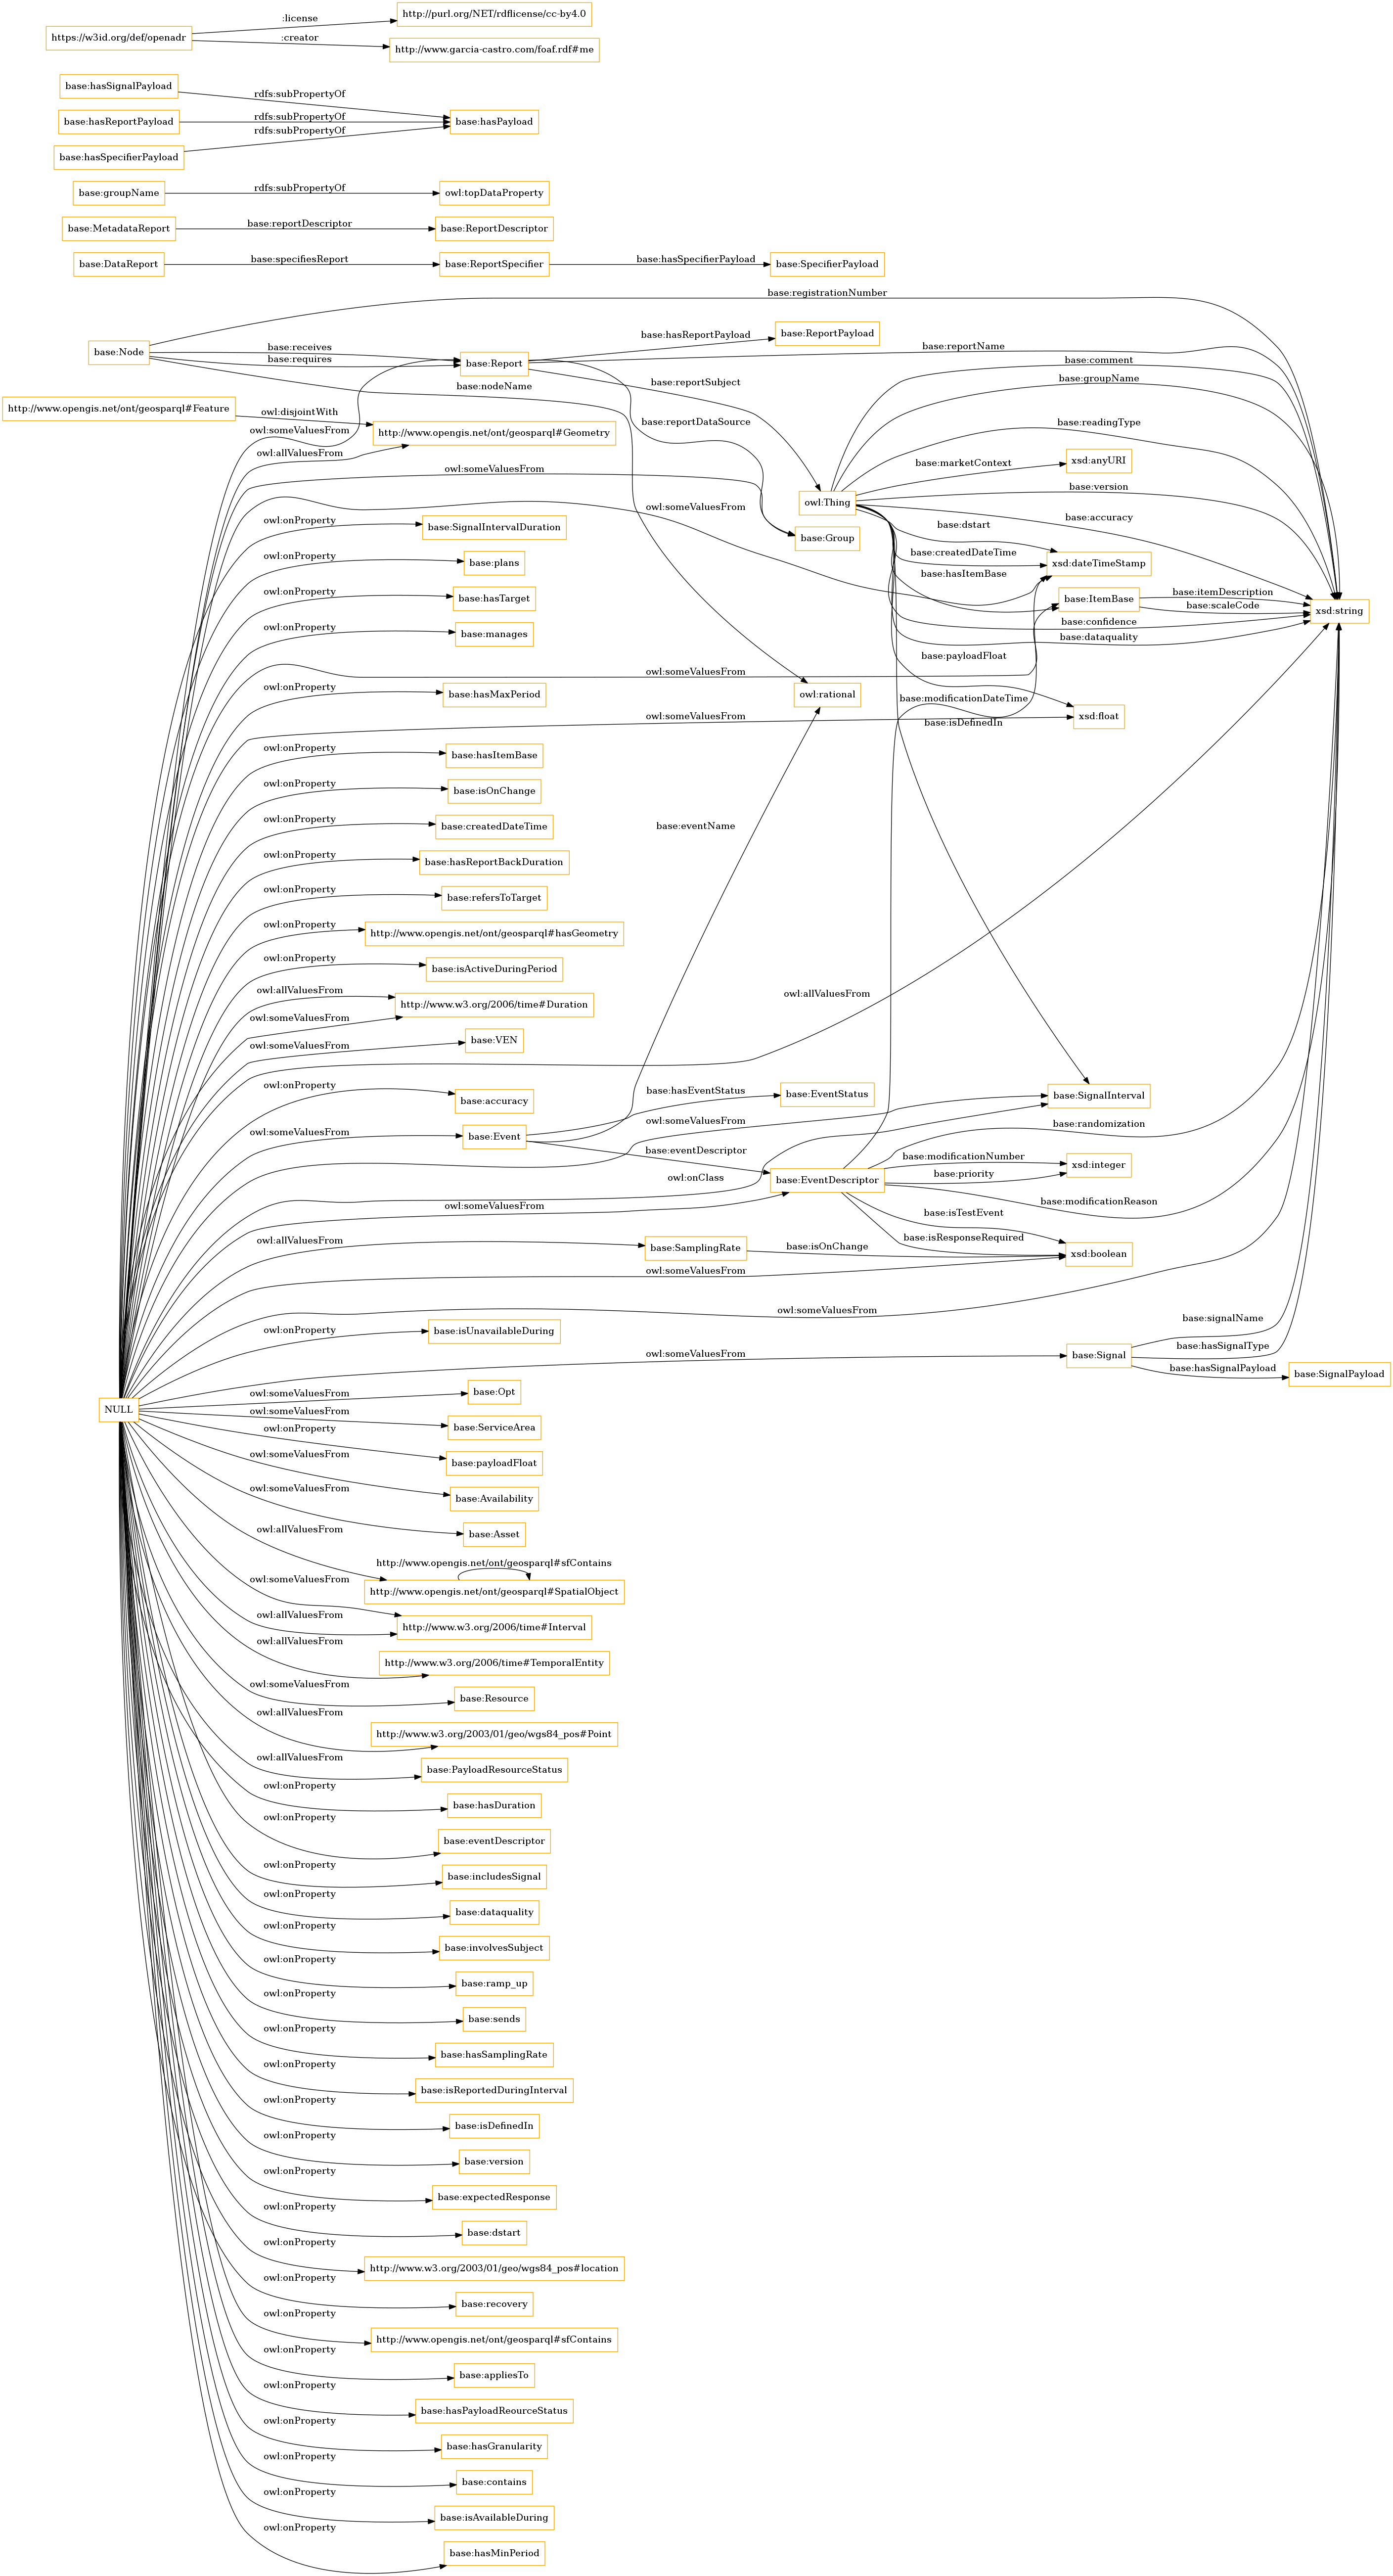 :license
http://purl.org/NET/rdflicense/cc-by4.0
https://w3id.org/def/openadr
:creator
http://www.garcia-castro.com/foaf.rdf#me
base:hasSignalPayload
rdfs:subPropertyOf
base:hasReportPayload
rdfs:subPropertyOf
base:hasPayload
rdfs:subPropertyOf
base:hasSpecifierPayload
base:groupName
rdfs:subPropertyOf
owl:topDataProperty
base:MetadataReport
base:reportDescriptor
base:ReportDescriptor
base:DataReport
base:specifiesReport
base:ReportSpecifier
base:hasSpecifierPayload
base:SpecifierPayload
base:registrationNumber
base:Node
base:receives
base:requires
base:Report
base:hasReportPayload
base:ReportPayload
base:reportName
base:nodeName
base:reportSubject
base:comment
base:groupName
http://www.opengis.net/ont/geosparql#Feature
owl:disjointWith
owl:someValuesFrom
http://www.opengis.net/ont/geosparql#Geometry
base:reportDataSource
base:readingType
owl:allValuesFrom
owl:someValuesFrom
base:marketContext
xsd:anyURI
base:version
owl:Thing
owl:someValuesFrom
base:accuracy
owl:onProperty
base:SignalIntervalDuration
base:Group
base:dstart
base:createdDateTime
xsd:dateTimeStamp
owl:onProperty
base:plans
base:hasItemBase
owl:onProperty
base:hasTarget
base:ItemBase
base:itemDescription
base:scaleCode
xsd:string
base:confidence
owl:onProperty
base:manages
base:dataquality
base:payloadFloat
owl:someValuesFrom
owl:onProperty
base:hasMaxPeriod
owl:rational
base:modificationDateTime
owl:someValuesFrom
xsd:float
base:isDefinedIn
owl:onProperty
base:hasItemBase
owl:onProperty
base:isOnChange
owl:onProperty
base:createdDateTime
base:eventName
owl:onProperty
base:hasReportBackDuration
owl:onProperty
base:refersToTarget
owl:onProperty
http://www.opengis.net/ont/geosparql#hasGeometry
owl:onProperty
base:isActiveDuringPeriod
owl:allValuesFrom
owl:allValuesFrom
http://www.w3.org/2006/time#Duration
owl:someValuesFrom
owl:someValuesFrom
base:VEN
owl:onProperty
base:accuracy
base:hasEventStatus
base:EventStatus
base:SignalInterval
owl:someValuesFrom
owl:someValuesFrom
base:Event
base:randomization
base:eventDescriptor
base:modificationNumber
xsd:integer
base:priority
owl:onClass
base:EventDescriptor
owl:someValuesFrom
base:modificationReason
base:isTestEvent
base:isResponseRequired
owl:allValuesFrom
base:SamplingRate
base:isOnChange
xsd:boolean
owl:someValuesFrom
owl:someValuesFrom
base:signalName
owl:onProperty
base:isUnavailableDuring
owl:someValuesFrom
base:Signal
base:hasSignalType
base:hasSignalPayload
base:SignalPayload
NULL
owl:someValuesFrom
base:Opt
owl:someValuesFrom
base:ServiceArea
owl:onProperty
base:payloadFloat
owl:someValuesFrom
base:Availability
owl:someValuesFrom
base:Asset
owl:allValuesFrom
http://www.opengis.net/ont/geosparql#sfContains
http://www.opengis.net/ont/geosparql#SpatialObject
owl:someValuesFrom
owl:allValuesFrom
http://www.w3.org/2006/time#Interval
owl:allValuesFrom
http://www.w3.org/2006/time#TemporalEntity
owl:someValuesFrom
base:Resource
owl:allValuesFrom
http://www.w3.org/2003/01/geo/wgs84_pos#Point
owl:allValuesFrom
base:PayloadResourceStatus
owl:onProperty
base:hasDuration
owl:onProperty
base:eventDescriptor
owl:onProperty
base:includesSignal
owl:onProperty
base:dataquality
owl:onProperty
base:involvesSubject
owl:onProperty
base:ramp_up
owl:onProperty
base:sends
owl:onProperty
base:hasSamplingRate
owl:onProperty
base:isReportedDuringInterval
owl:onProperty
base:isDefinedIn
owl:onProperty
base:version
owl:onProperty
base:expectedResponse
owl:onProperty
base:dstart
owl:onProperty
http://www.w3.org/2003/01/geo/wgs84_pos#location
owl:onProperty
base:recovery
owl:onProperty
http://www.opengis.net/ont/geosparql#sfContains
owl:onProperty
base:appliesTo
owl:onProperty
base:hasPayloadReourceStatus
owl:onProperty
base:hasGranularity
owl:onProperty
base:contains
owl:onProperty
base:isAvailableDuring
owl:onProperty
base:hasMinPeriod